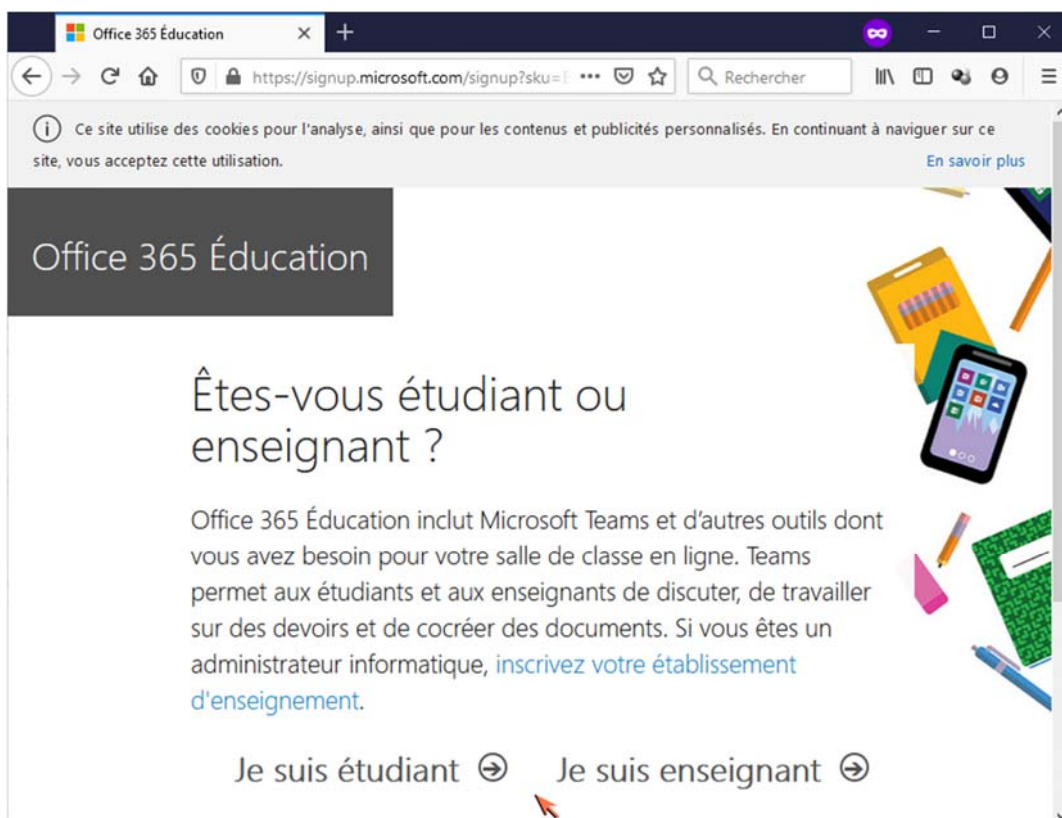 Office 365 Éducation
https://signup.microsoft.com/signup?sku=E
Rechercher
Ce site utilise des cookies pour l'analyse, ainsi que pour les contenus et publicités personnalisés. En continuant à naviguer sur ce
site, vous acceptez cette utilisation.
En savoir plus
Office 365 Éducation
Êtes-vous étudiant ou
enseignant ?
Office 365 Éducation inclut Microsoft Teams et d'autres outils dont
vous avez besoin pour votre salle de classe en ligne. Teams
permet aux étudiants et aux enseignants de discuter, de travailler
sur des devoirs et de cocréer des documents. Si vous êtes un
administrateur informatique, inscrivez votre établissement
d'enseignement.
Je suis étudiant
Je suis enseignant